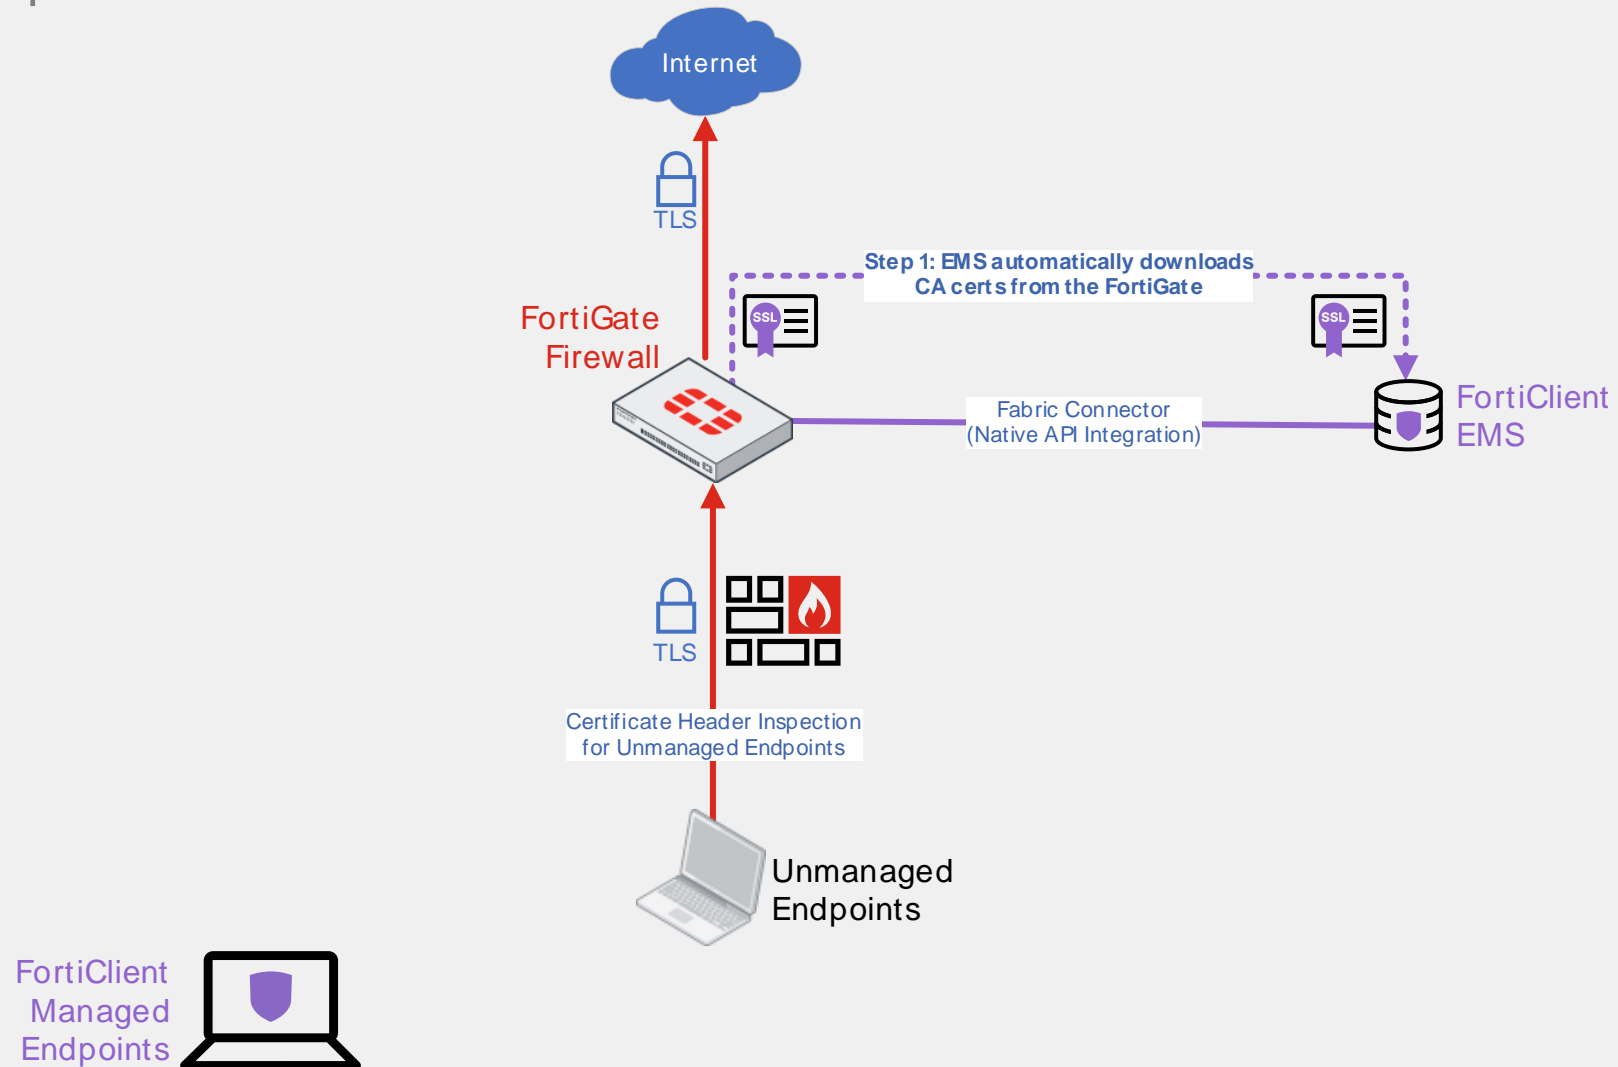 Internet
TLS
Step 1: EMS automatically downloads
CA certs from the FortiGate
SSL
SSL
FortiGate
Firewall
Fabric Connector
(Native API Integration)
FortiClient
EMS
TLS
Certificate Header Inspection
for Unmanaged Endpoints
Unmanaged
Endpoints
FortiClient
Managed
Endpoints